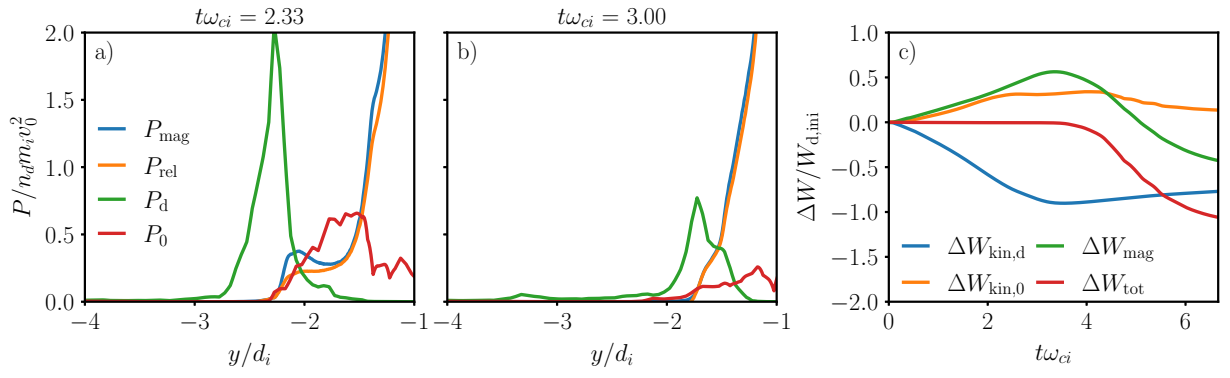 tω_ci = 2.33
a)
P/n_d m_i v_0^2
2.0
1.5
1.0
0.5
0.0
P_mag
P_rel
P_d
P_0
−4
−3
−2
−1
y/d_i
tω_ci = 3.00
b)
−4
−3
−2
−1
y/d_i
c)
ΔW/W_d,ini
1.0
0.5
0.0
−0.5
−1.0
−1.5
−2.0
ΔW_kin,d
ΔW_kin,0
ΔW_mag
ΔW_tot
0
2
4
6
tω_ci